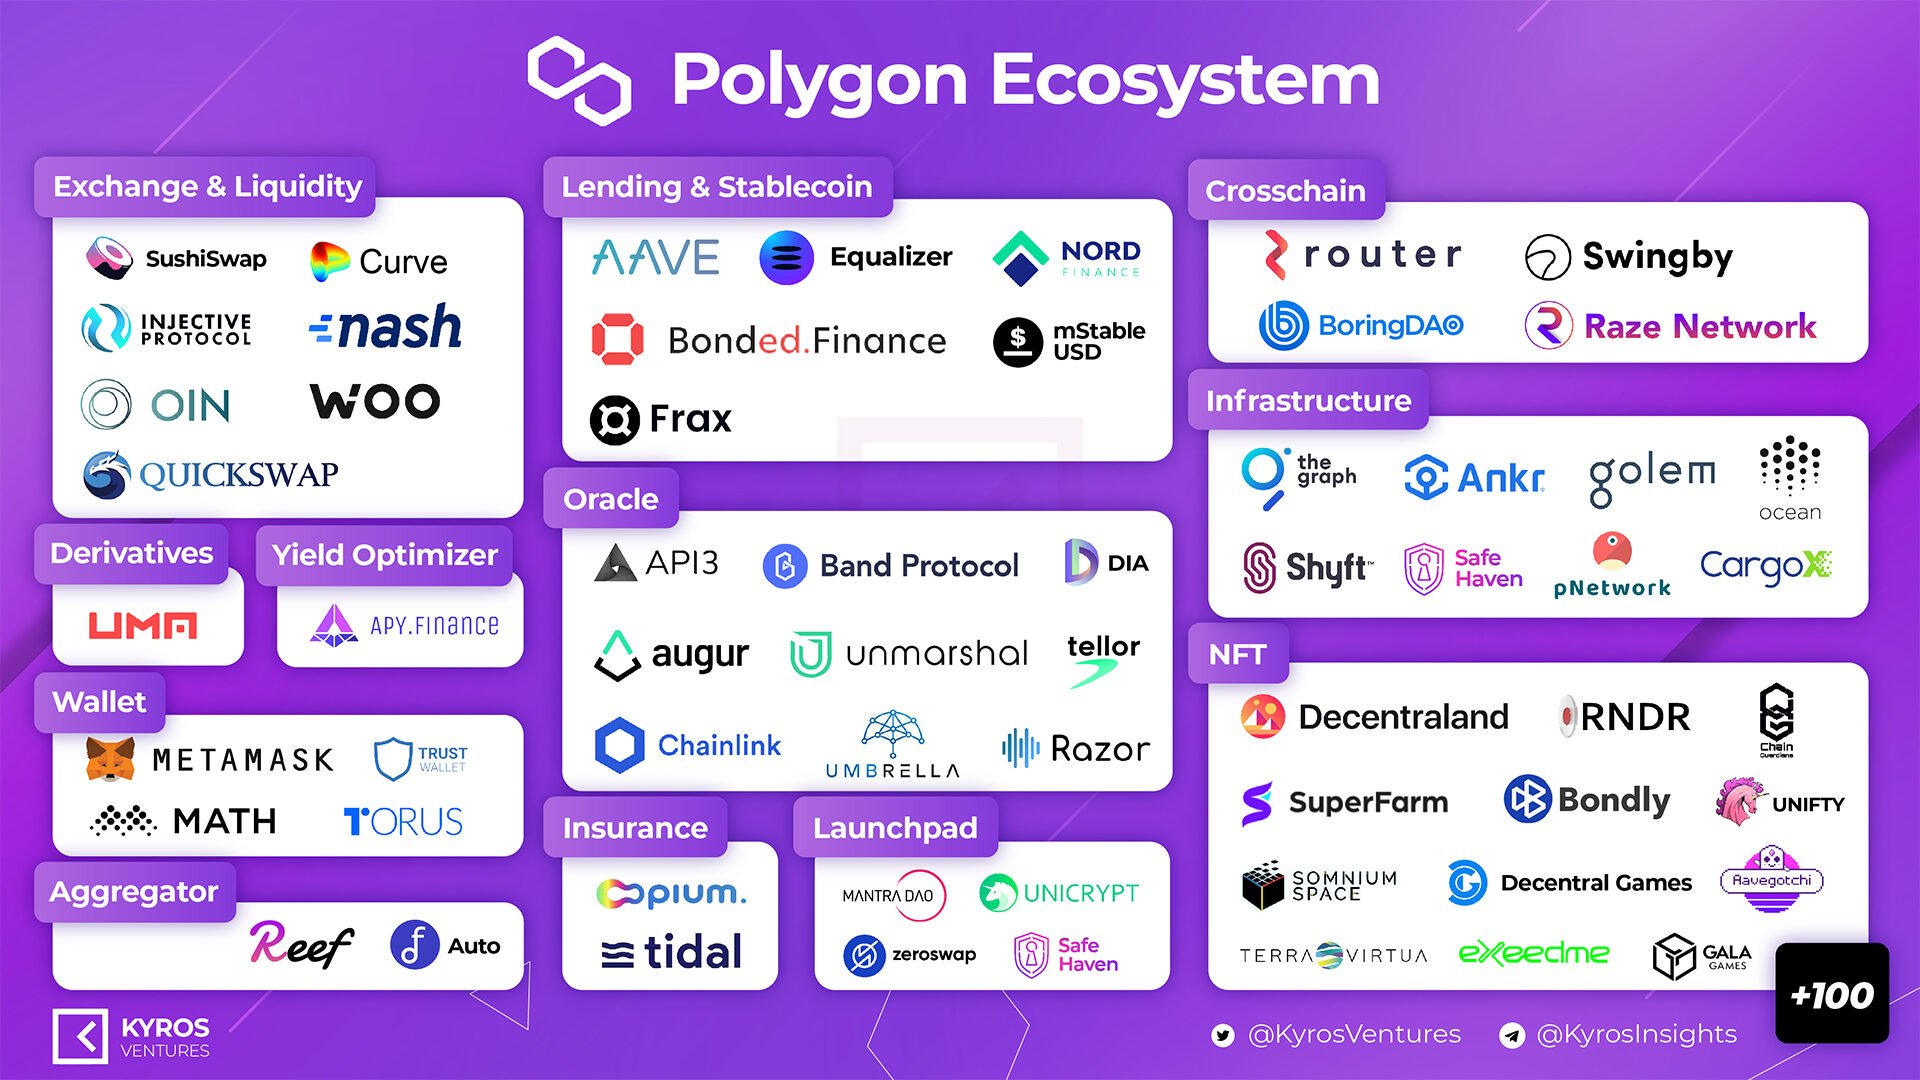 Polygon Ecosystem
Exchange & Liquidity
SushiSwap
Curve
INJECTIVE
PROTOCOL
nash
OIN
WOO
QUICKSWAP
Derivatives
UMA
Yield Optimizer
APY.FINANCE
Wallet
METAMASK
TRUST
WALLET
MATH
TORUS
Aggregator
Reef
Auto
KYROS
VENTURES
Lending & Stablecoin
AAVE
Equalizer
NORD
FINANCE
Bonded.Finance
mStable
USD
Frax
Oracle
API3
Band Protocol
DIA
augur
unmarshal
tellor
Chainlink
UMBRELLA
Razor
Insurance
opium.
tidal
Launchpad
MANTRA DAO
UNICRYPT
zeroswap
Safe
Haven
Crosschain
router
Swingby
BoringDAO
Raze Network
Infrastructure
the
graph
Ankr
golem
ocean
Shyft™
Safe
Haven
pNetwork
CargoX
NFT
Decentraland
RNDR
Chain
Guardians
SuperFarm
Bondly
UNIFTY
SOMNIUM
SPACE
Decentral Games
Aavegotchi
TERRA VIRTUA
exeedme
GALA
GAMES
+100
@KyrosVentures
@KyrosInsights